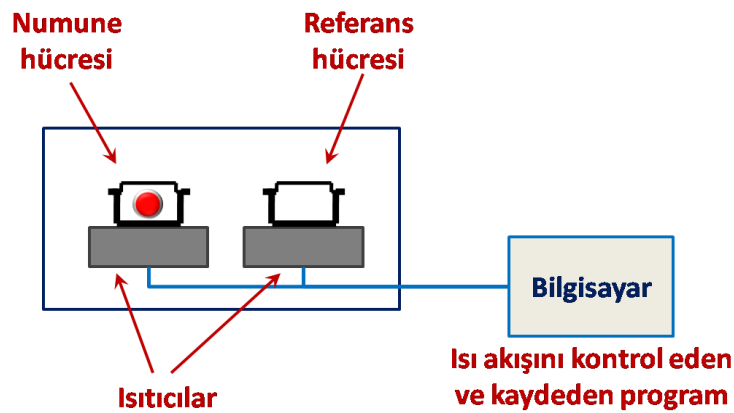 Numune
hücresi
Referans
hücresi
Bilgisayar
Isı akışını kontrol eden
ve kaydeden program
Isıtıcılar